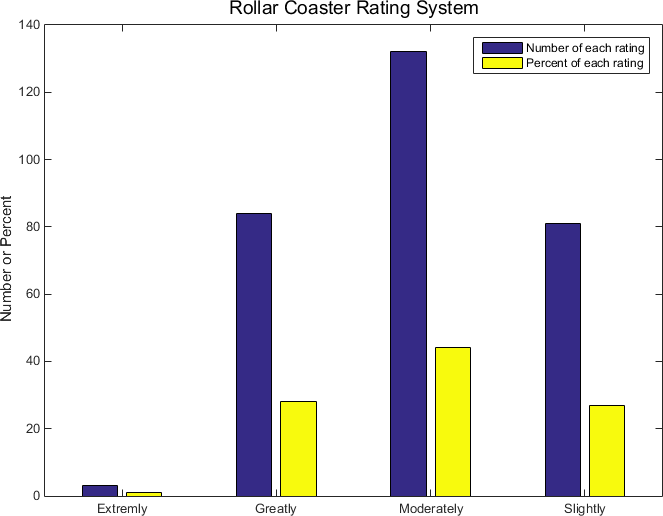 Rollar Coaster Rating System
Number of each rating
Percent of each rating
Number or Percent
140
120
100
80
60
40
20
0
Extremly
Greatly
Moderately
Slightly